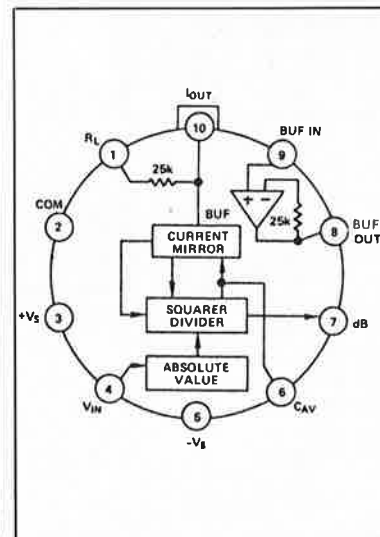 IOUT
10
RL
1
25k
BUF IN
9
COM
2
BUF
+ −
25k
8
BUF
OUT
CURRENT
MIRROR
+VS
3
SQUARER
DIVIDER
7
dB
ABSOLUTE
VALUE
4
VIN
6
CAV
5
-VS